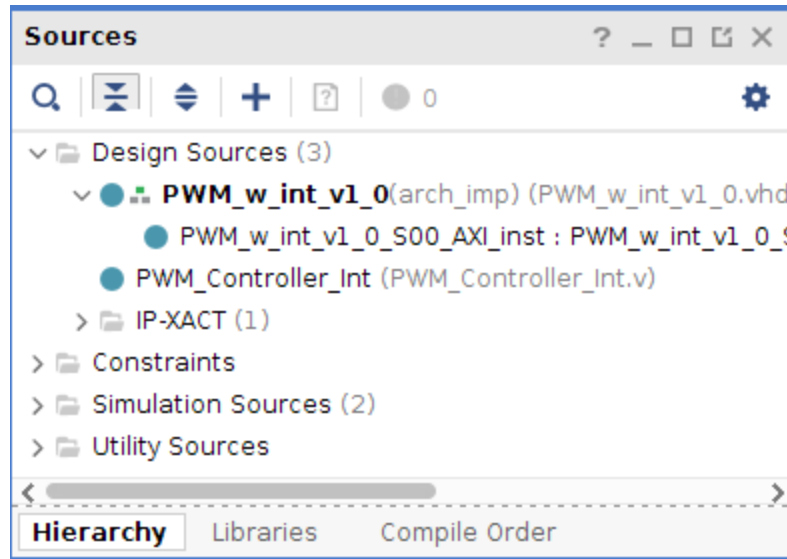 Sources
0
Design Sources (3)
PWM_w_int_v1_0(arch_imp) (PWM_w_int_v1_0.vhd
PWM_w_int_v1_0_S00_AXI_inst : PWM_w_int_v1_0_S
PWM_Controller_Int (PWM_Controller_Int.v)
IP-XACT (1)
Constraints
Simulation Sources (2)
Utility Sources
Hierarchy Libraries Compile Order